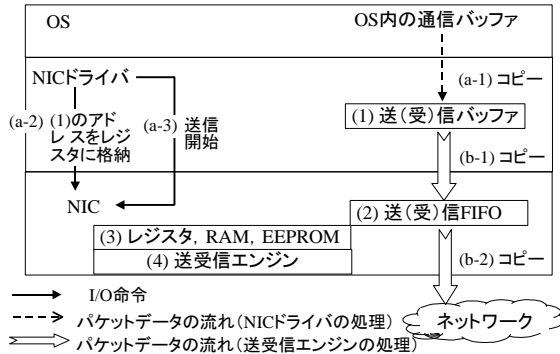 OS
OS内の通信バッファ
NICドライバ
(a-1) コピー
(a-2)
(1)のアド
レスをレジ
スタに格納
(a-3) 送信
開始
(1) 送（受）信バッファ
(b-1) コピー
NIC
(2) 送（受）信FIFO
(3) レジスタ, RAM, EEPROM
(4) 送受信エンジン
(b-2) コピー
I/O命令
パケットデータの流れ(NICドライバの処理)
パケットデータの流れ(送受信エンジンの処理)
ネットワーク